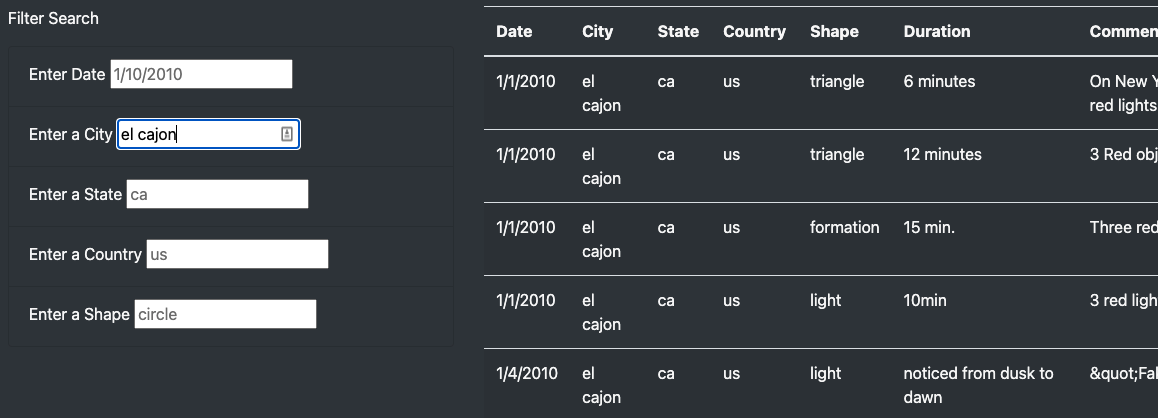 Filter Search
Enter Date 1/10/2010
Enter a City el cajon
Enter a State ca
Enter a Country us
Enter a Shape circle
Date City State Country Shape Duration Commen
1/1/2010 el cajon ca us triangle 6 minutes On New Y
red lights
1/1/2010 el cajon ca us triangle 12 minutes 3 Red obj
1/1/2010 el cajon ca us formation 15 min. Three red
1/1/2010 el cajon ca us light 10min 3 red ligh
1/4/2010 el cajon ca us light noticed from dusk to dawn &quot;Fal